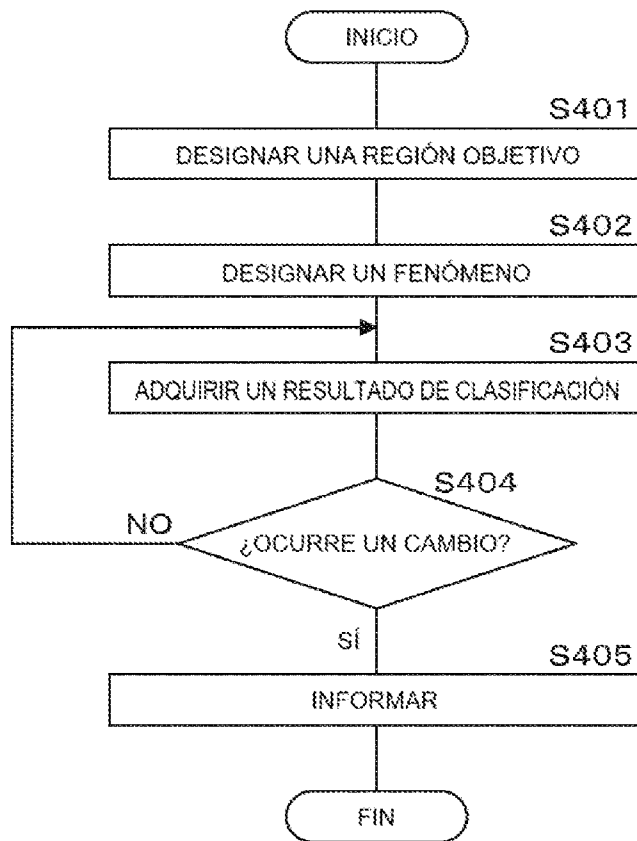 INICIO
S401
DESIGNAR UNA REGIÓN OBJETIVO
S402
DESIGNAR UN FENÓMENO
S403
ADQUIRIR UN RESULTADO DE CLASIFICACIÓN
S404
NO
¿OCURRE UN CAMBIO?
SÍ
S405
INFORMAR
FIN